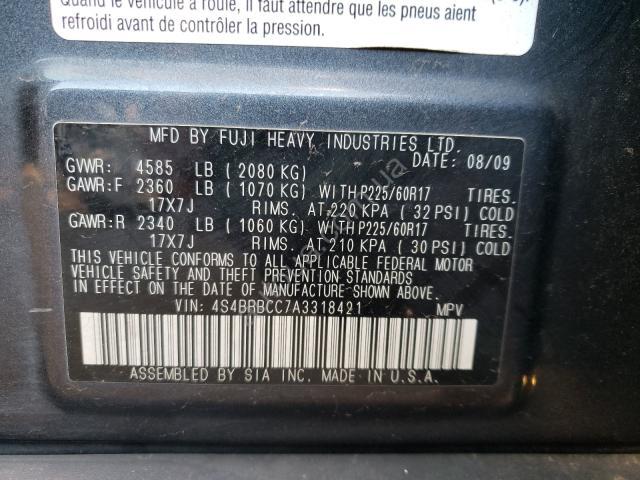 Quand le véhicule a roulé, il faut attendre que les pneus aient
refroidi avant de contrôler la pression.
MFD BY FUJI HEAVY INDUSTRIES LTD.
DATE: 08/09
GVWR: 4585 LB (2080 KG)
GAWR:F 2360 LB (1070 KG) WITH P225/60R17 TIRES.
17X7J RIMS. AT 220 KPA (32 PSI) COLD
GAWR:R 2340 LB (1060 KG) WITH P225/60R17 TIRES.
17X7J RIMS. AT 210 KPA (30 PSI) COLD
THIS VEHICLE CONFORMS TO ALL APPLICABLE FEDERAL MOTOR
VEHICLE SAFETY AND THEFT PREVENTION STANDARDS
IN EFFECT ON THE DATE OF MANUFACTURE SHOWN ABOVE.
VIN: 4S4BRBCC7A3318421 MPV
ASSEMBLED BY SIA INC. MADE IN U.S.A.